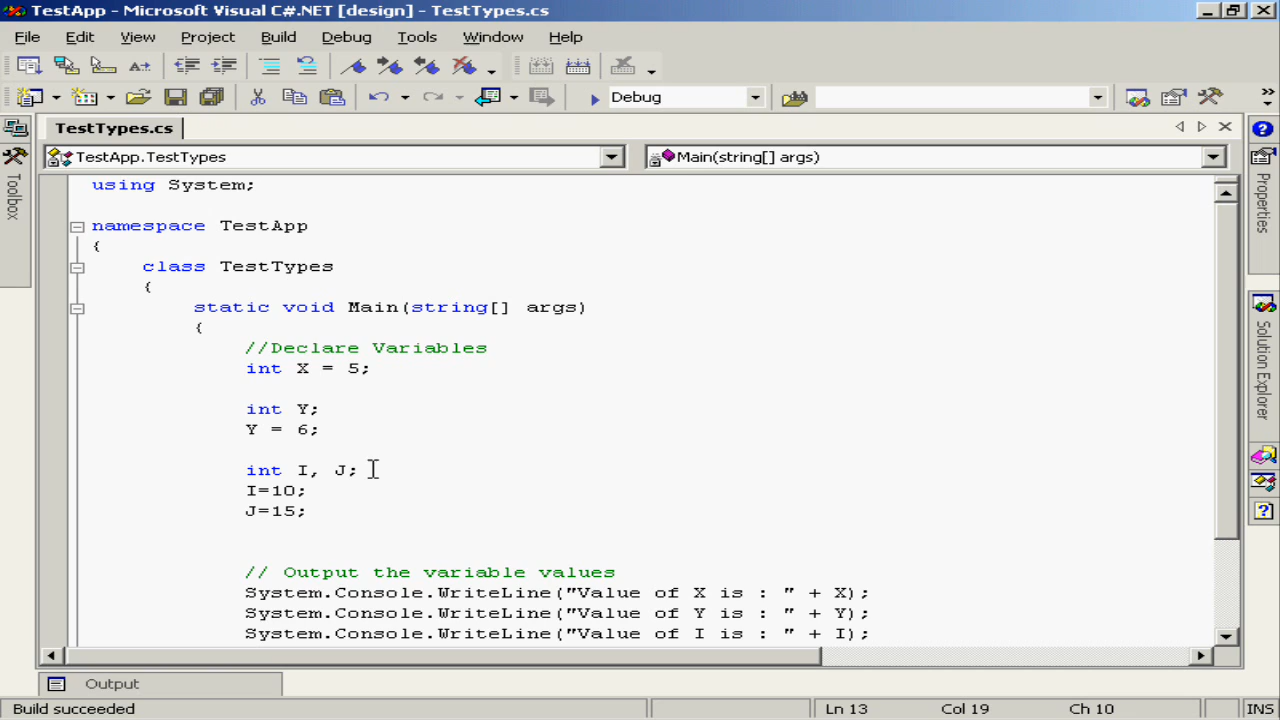 TestApp - Microsoft Visual C#.NET [design] - TestTypes.cs
File Edit View Project Build Debug Tools Window Help
Debug
TestTypes.cs
TestApp.TestTypes Main(string[] args)
Toolbox
Properties
Solution Explorer
using System;
namespace TestApp
{
class TestTypes
{
static void Main(string[] args)
{
//Declare Variables
int X = 5;
int Y;
Y = 6;
int I, J;
I=10;
J=15;
// Output the variable values
System.Console.WriteLine("Value of X is : " + X);
System.Console.WriteLine("Value of Y is : " + Y);
System.Console.WriteLine("Value of I is : " + I);
Output
Build succeeded Ln 13 Col 19 Ch 10 INS